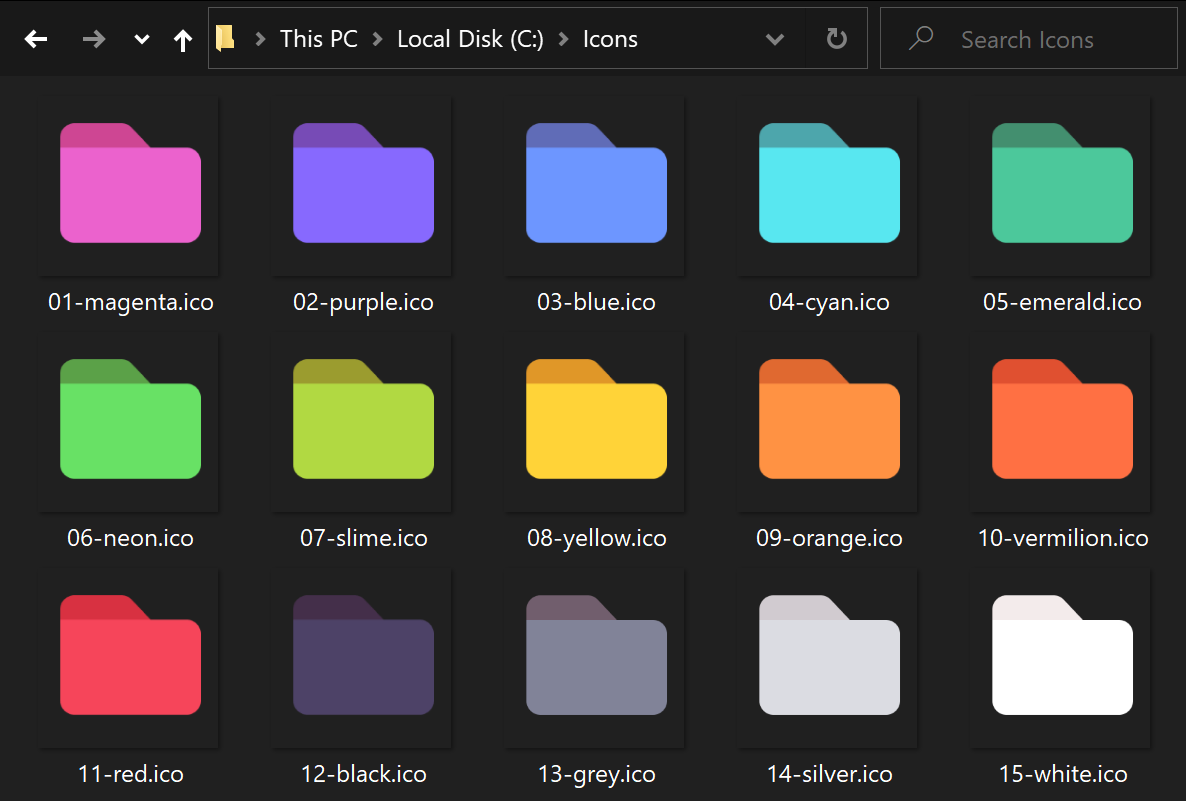 This PC Local Disk (C:) Icons Search Icons
01-magenta.ico 02-purple.ico 03-blue.ico 04-cyan.ico 05-emerald.ico
06-neon.ico 07-slime.ico 08-yellow.ico 09-orange.ico 10-vermilion.ico
11-red.ico 12-black.ico 13-grey.ico 14-silver.ico 15-white.ico